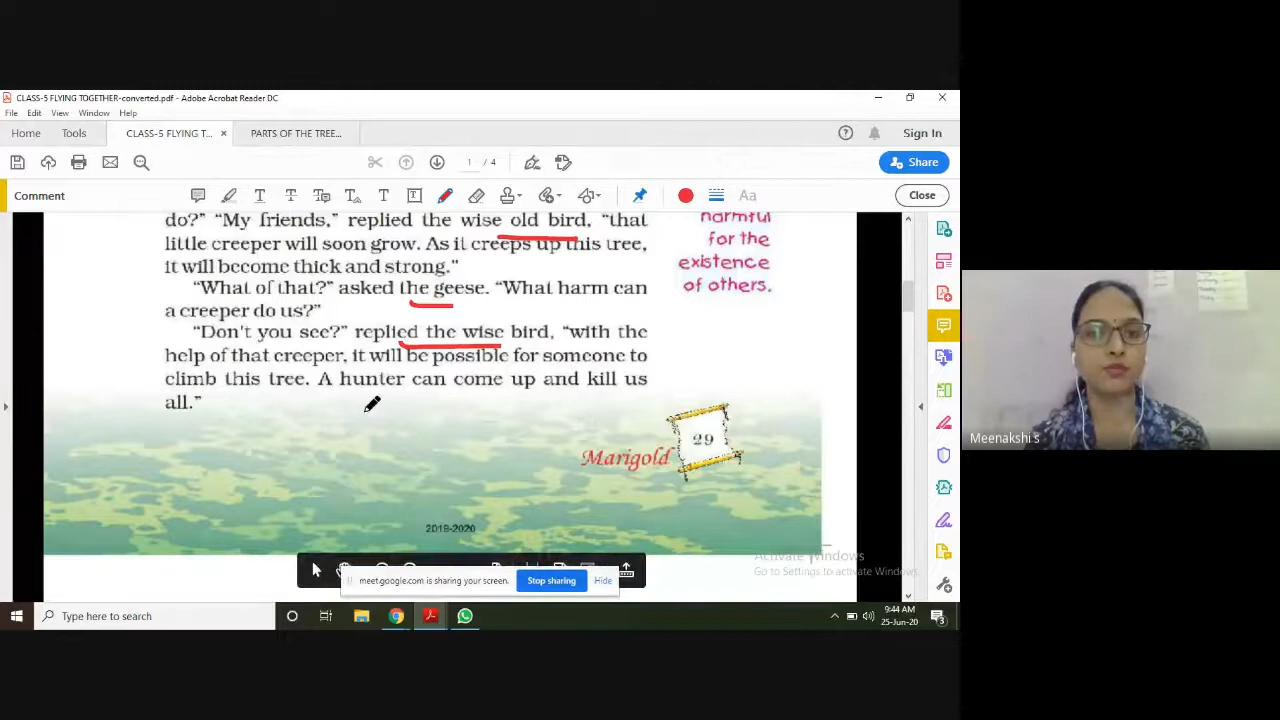 CLASS-5 FLYING TOGETHER-converted.pdf - Adobe Acrobat Reader DC
File Edit View Window Help
Home Tools CLASS-5 FLYING T... × PARTS OF THE TREE... Sign In
1 / 4 Share
Comment Aa Close
do?" "My friends," replied the wise old bird, "that
little creeper will soon grow. As it creeps up this tree,
it will become thick and strong."
"What of that?" asked the geese. "What harm can
a creeper do us?"
"Don't you see?" replied the wise bird, "with the
help of that creeper, it will be possible for someone to
climb this tree. A hunter can come up and kill us
all."
harmful
for the
existence
of others.
29
Marigold
2019-2020
Activate Windows
Go to Settings to activate Windows.
meet.google.com is sharing your screen. Stop sharing Hide
Type here to search
9:44 AM
25-Jun-20
3
Meenakshi s